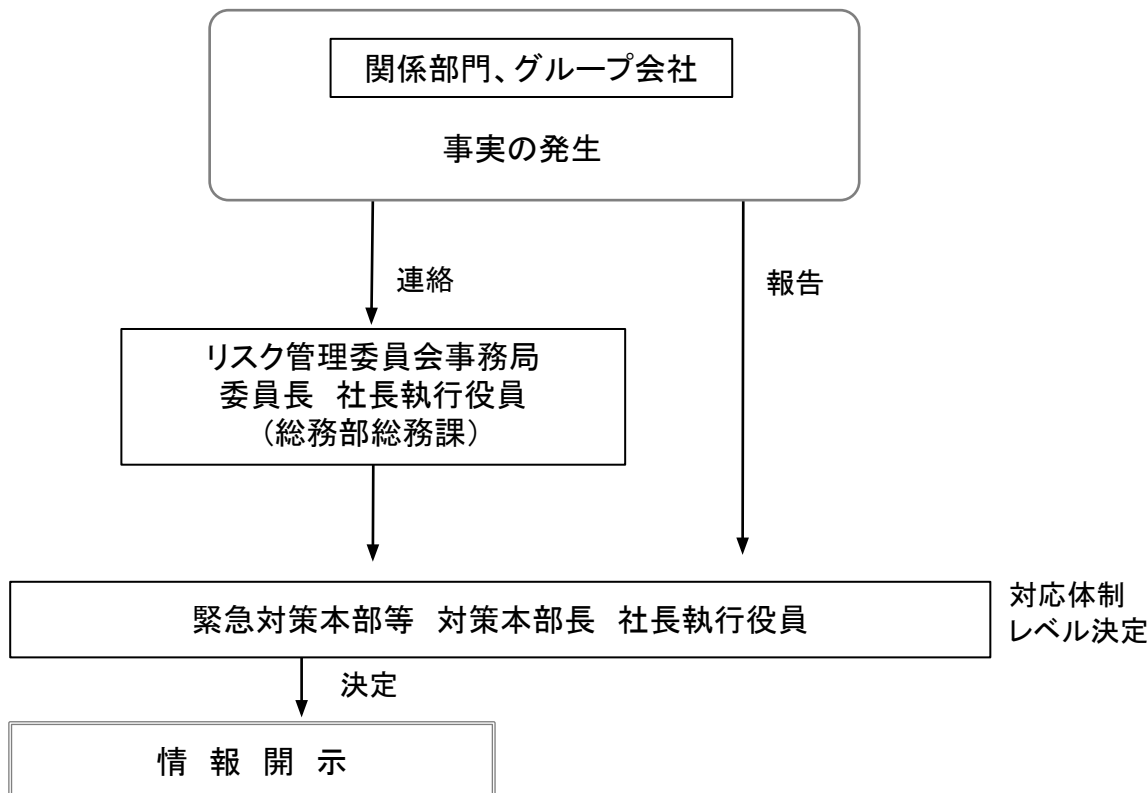 関係部門、グループ会社
事実の発生
連絡
報告
リスク管理委員会事務局
委員長 社長執行役員
（総務部総務課）
緊急対策本部等 対策本部長 社長執行役員
対応体制
レベル決定
決定
情 報 開 示